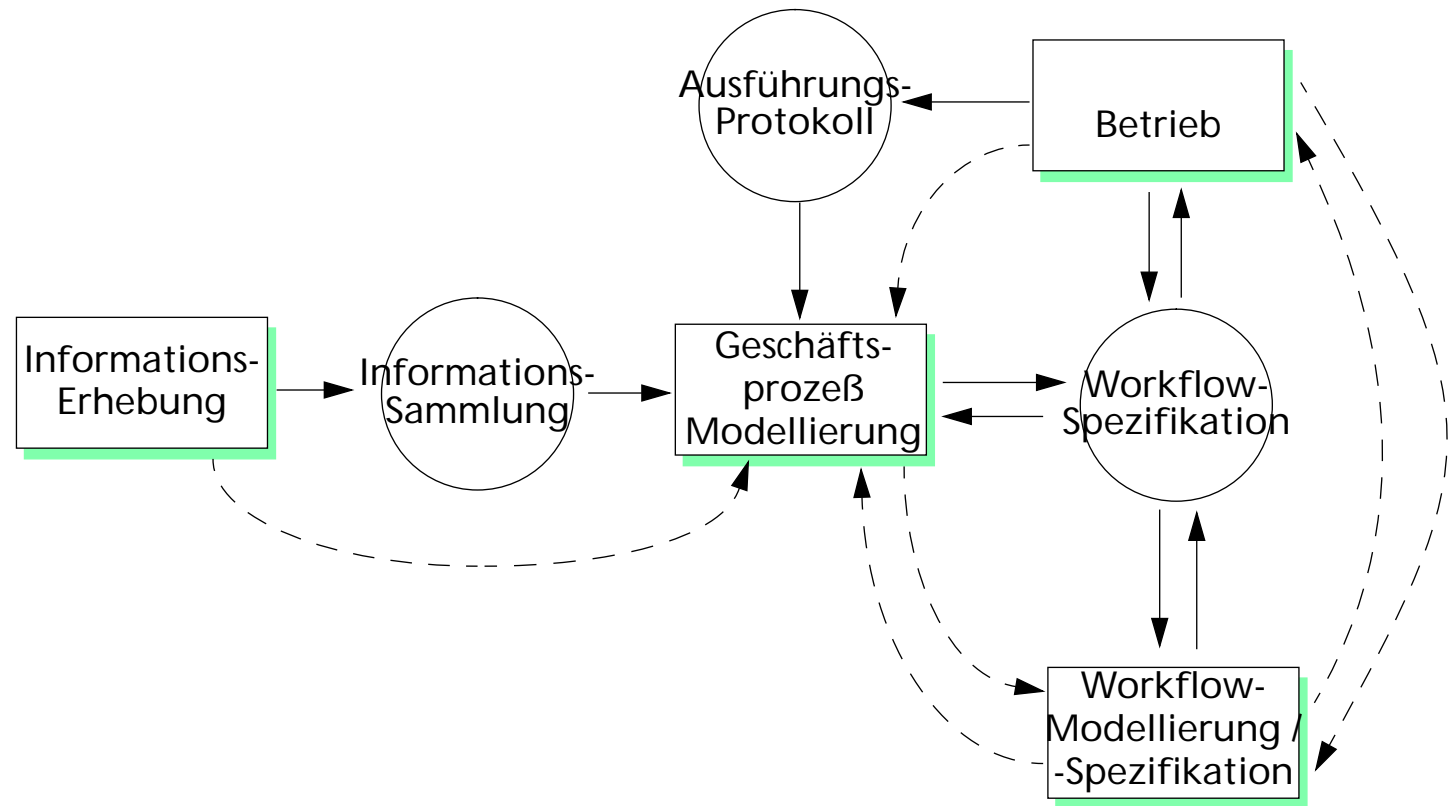 Ausführungs-
Protokoll
Betrieb
Informations-
Erhebung
Informations-
Sammlung
Geschäfts-
prozeß
Modellierung
Workflow-
Spezifikation
Workflow-
Modellierung /
-Spezifikation